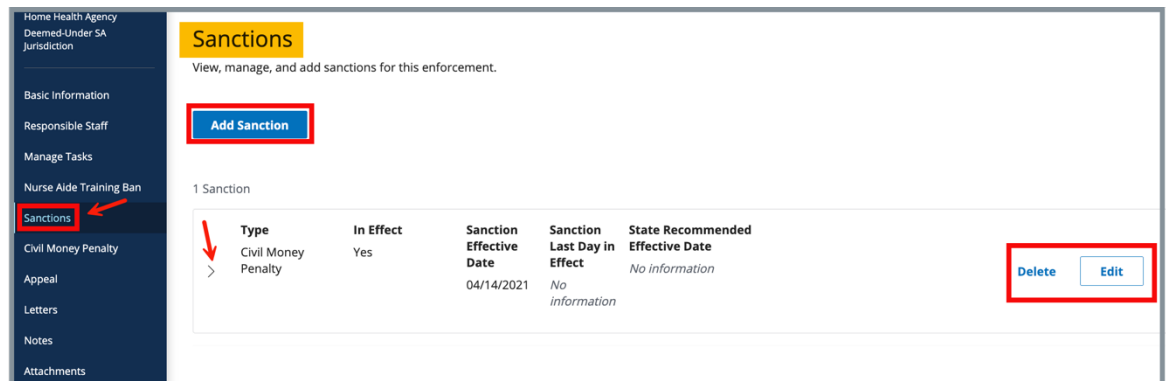 Home Health Agency
Deemed-Under SA
Jurisdiction
Basic Information
Responsible Staff
Manage Tasks
Nurse Aide Training Ban
Sanctions
Civil Money Penalty
Appeal
Letters
Notes
Attachments
Sanctions
View, manage, and add sanctions for this enforcement.
Add Sanction
1 Sanction
Type
Civil Money
Penalty
In Effect
Yes
Sanction
Effective
Date
04/14/2021
Sanction
Last Day in
Effect
No
information
State Recommended
Effective Date
No information
Delete
Edit